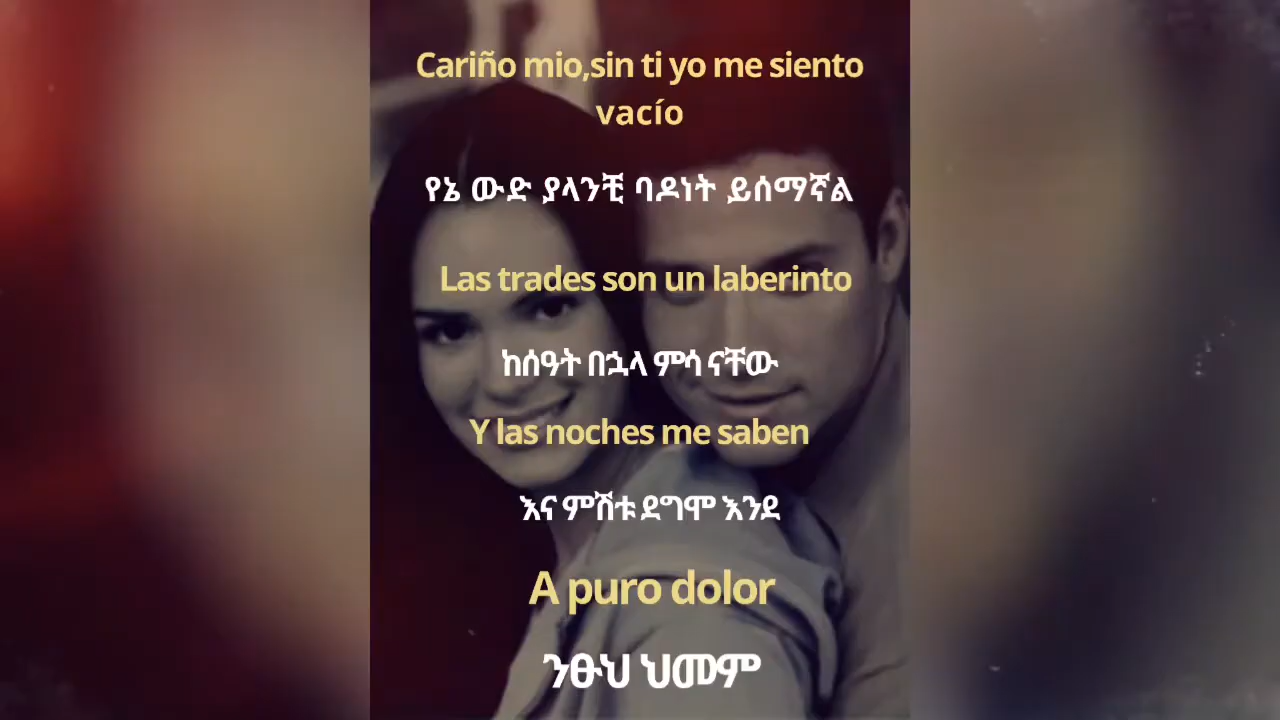 Cariño mio,sin ti yo me siento
vacío
የኔ ውድ ያላንቺ ባዶነት ይሰማኛል
Las trades son un laberinto
ከሰዓት በኋላ ምሳ ናቸው
Y las noches me saben
እና ምሽቱ ደግሞ እንደ
A puro dolor
ንፁህ ህመም